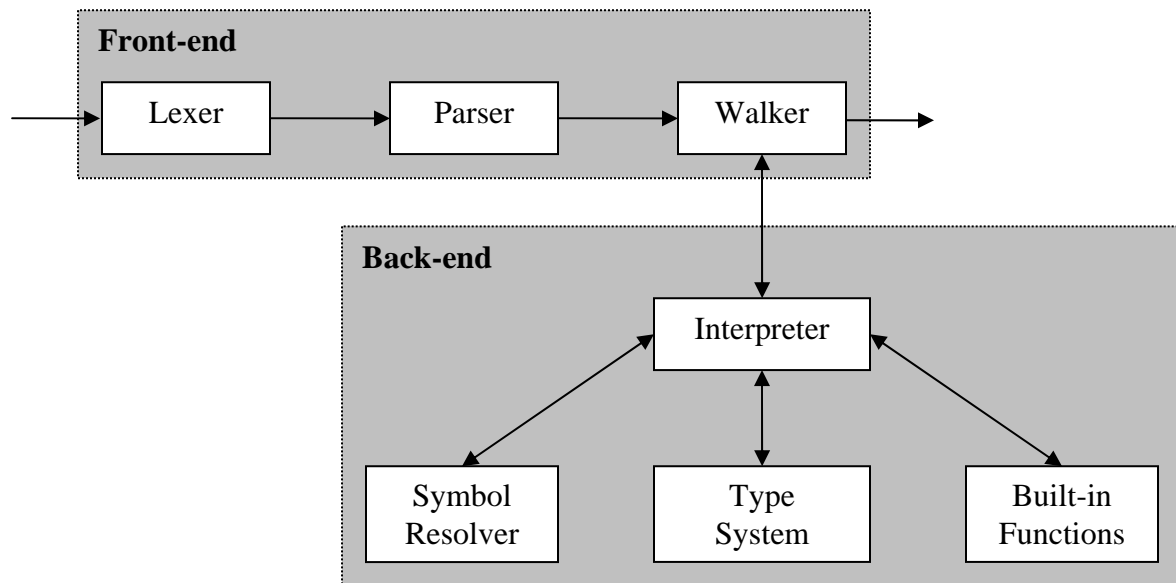 Front-end
Lexer
Parser
Walker
Back-end
Interpreter
Symbol
Resolver
Type
System
Built-in
Functions